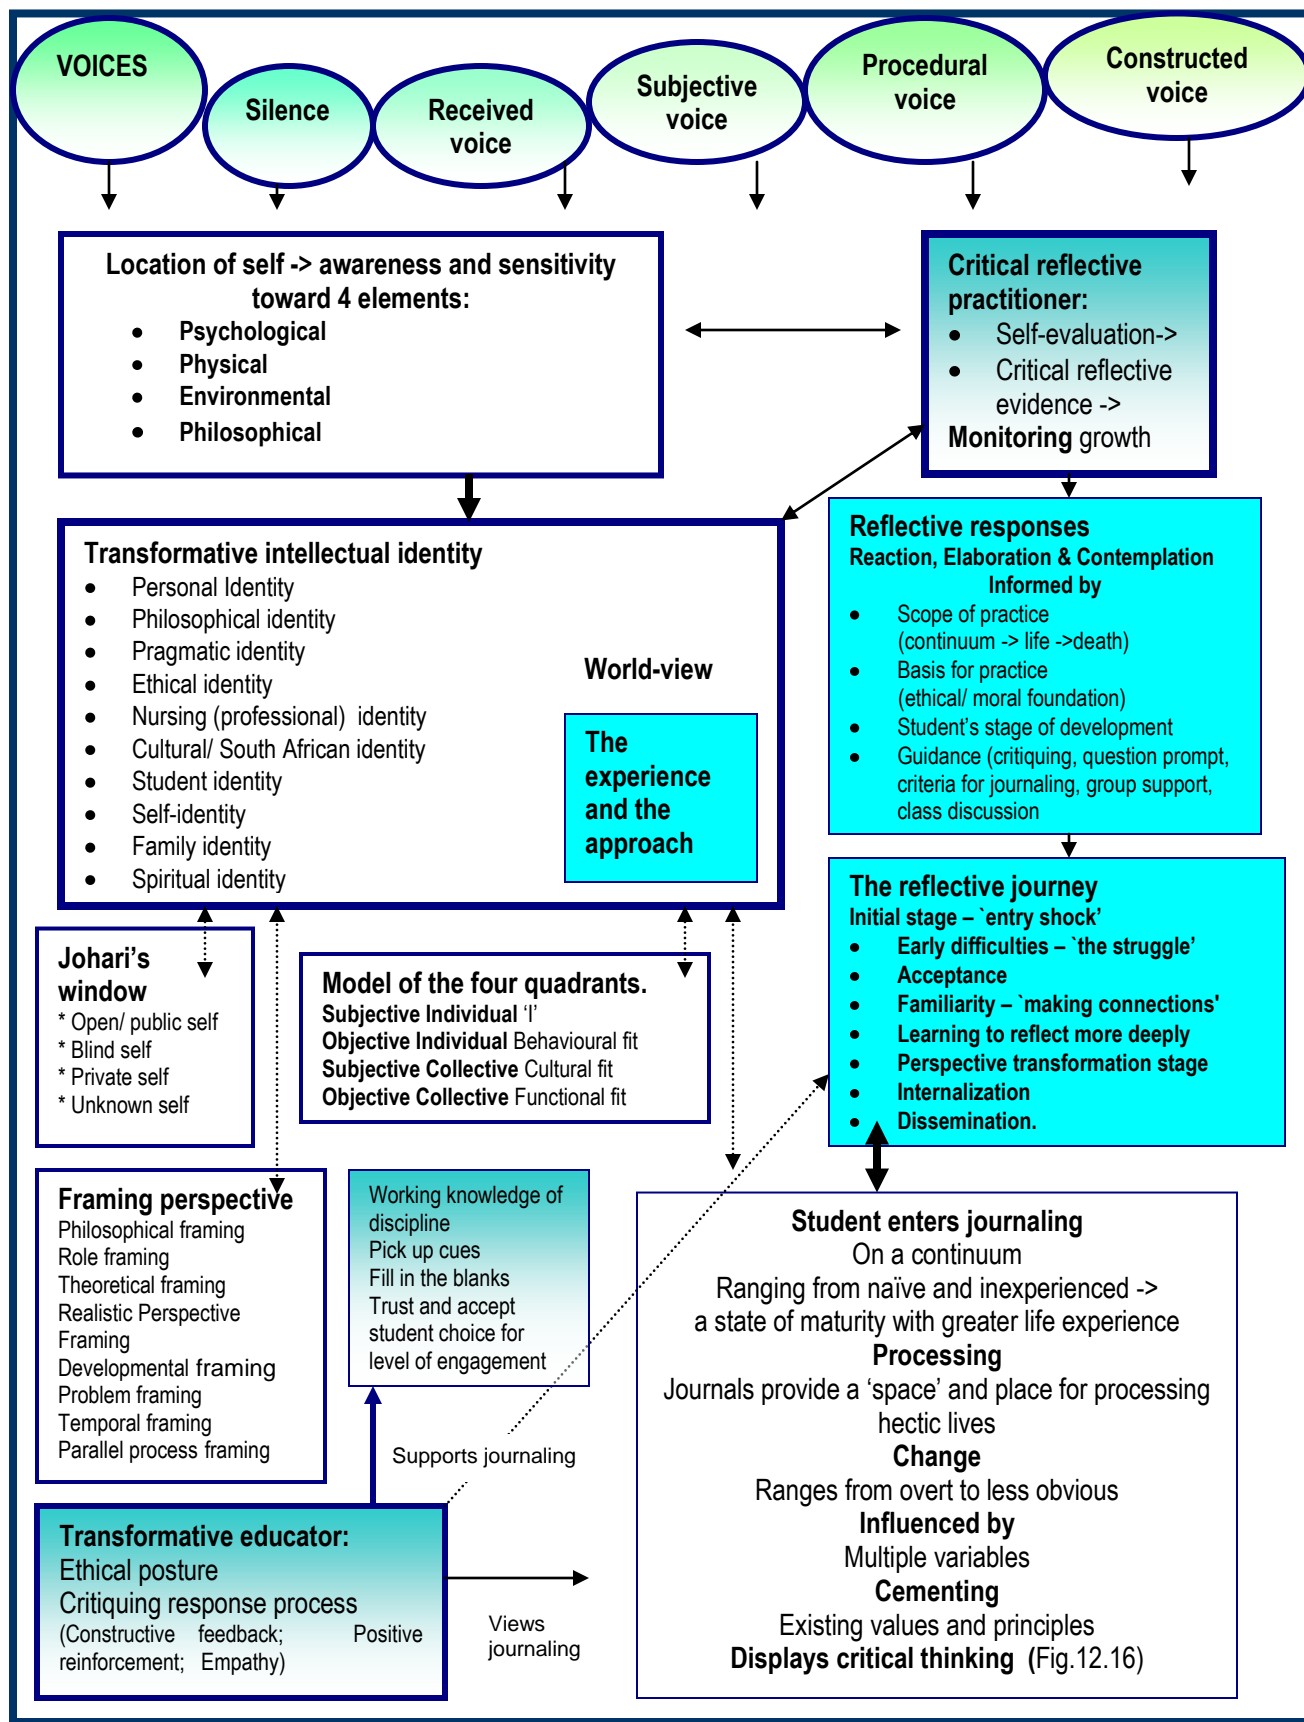 VOICES
Silence
Received
voice
Subjective
voice
Procedural
voice
Constructed
voice
Location of self -> awareness and sensitivity
toward 4 elements:
● Psychological
● Physical
● Environmental
● Philosophical
Critical reflective
practitioner:
● Self-evaluation->
● Critical reflective
evidence ->
Monitoring growth
Transformative intellectual identity
● Personal Identity
● Philosophical identity
● Pragmatic identity
● Ethical identity
● Nursing (professional) identity
● Cultural/ South African identity
● Student identity
● Self-identity
● Family identity
● Spiritual identity
World-view
The
experience
and the
approach
Reflective responses
Reaction, Elaboration & Contemplation
Informed by
● Scope of practice
(continuum -> life ->death)
● Basis for practice
(ethical/ moral foundation)
● Student’s stage of development
● Guidance (critiquing, question prompt,
criteria for journaling, group support,
class discussion
The reflective journey
Initial stage – `entry shock’
● Early difficulties – `the struggle’
● Acceptance
● Familiarity – `making connections'
● Learning to reflect more deeply
● Perspective transformation stage
● Internalization
● Dissemination.
Johari’s
window
* Open/ public self
* Blind self
* Private self
* Unknown self
Model of the four quadrants.
Subjective Individual ‘I’
Objective Individual Behavioural fit
Subjective Collective Cultural fit
Objective Collective Functional fit
Framing perspective
Philosophical framing
Role framing
Theoretical framing
Realistic Perspective
Framing
Developmental framing
Problem framing
Temporal framing
Parallel process framing
Working knowledge of
discipline
Pick up cues
Fill in the blanks
Trust and accept
student choice for
level of engagement
Supports journaling
Student enters journaling
On a continuum
Ranging from naïve and inexperienced ->
a state of maturity with greater life experience
Processing
Journals provide a ‘space’ and place for processing
hectic lives
Change
Ranges from overt to less obvious
Influenced by
Multiple variables
Cementing
Existing values and principles
Displays critical thinking (Fig.12.16)
Transformative educator:
Ethical posture
Critiquing response process
(Constructive feedback; Positive
reinforcement; Empathy)
Views
journaling